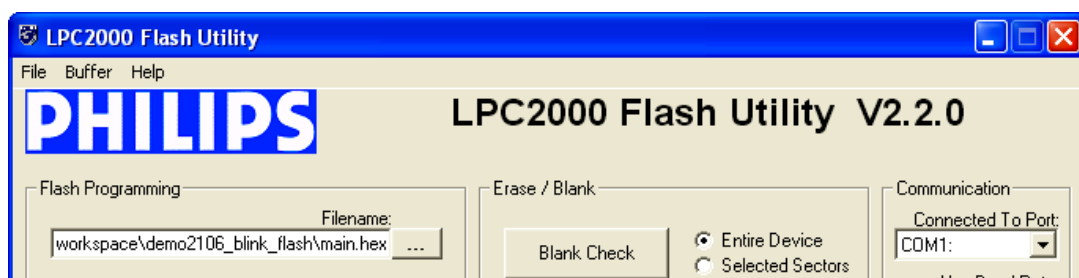 LPC2000 Flash Utility
File Buffer Help
PHILIPS
LPC2000 Flash Utility V2.2.0
Flash Programming
Filename:
workspace\demo2106_blink_flash\main.hex ...
Erase / Blank
Blank Check
Entire Device
Selected Sectors
Communication
Connected To Port:
COM1: